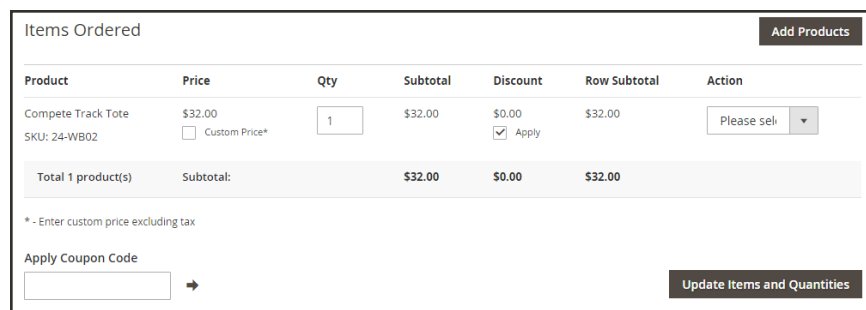 Items Ordered
Add Products
Product Price Qty Subtotal Discount Row Subtotal Action
Compete Track Tote $32.00 1 $32.00 $0.00 $32.00 Please sel
SKU: 24-WB02 Custom Price* Apply
Total 1 product(s) Subtotal: $32.00 $0.00 $32.00
* - Enter custom price excluding tax
Apply Coupon Code
Update Items and Quantities